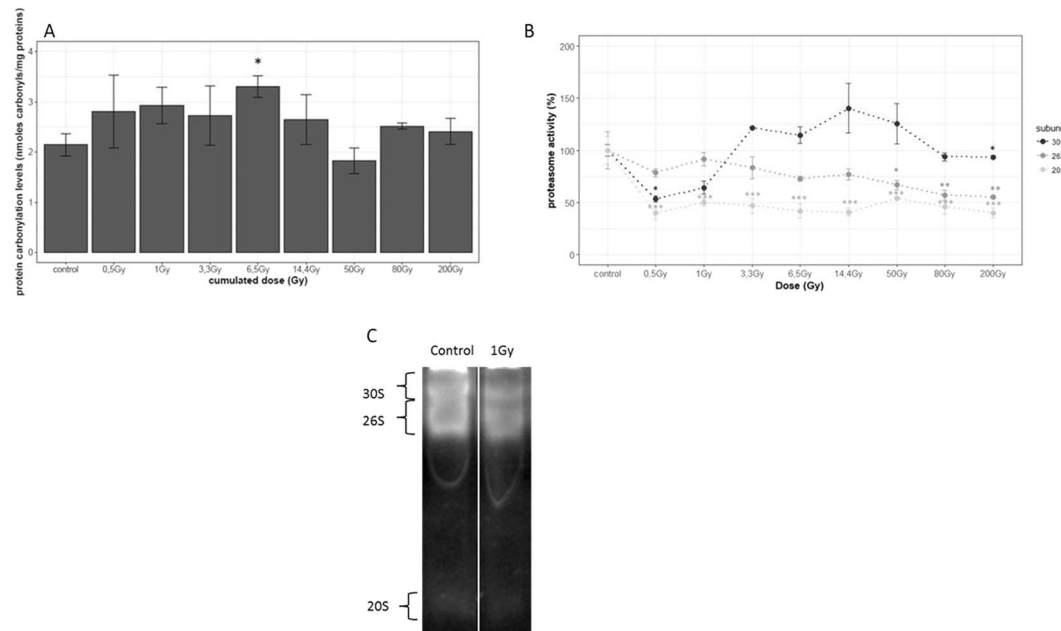 A
protein carbonylation levels (nmoles carbonyls/mg proteins)
4
3
2
1
0
*
control 0,5Gy 1Gy 3,3Gy 6,5Gy 14,4Gy 50Gy 80Gy 200Gy
cumulated dose (Gy)
B
proteasome activity (%)
200
150
100
50
0
* * *
* ** **
*** *** *** *** *** *** *** ***
control 0,5Gy 1Gy 3,3Gy 6,5Gy 14,4Gy 50Gy 80Gy 200Gy
Dose (Gy)
subun
30
26
20
C
Control 1Gy
30S
26S
20S